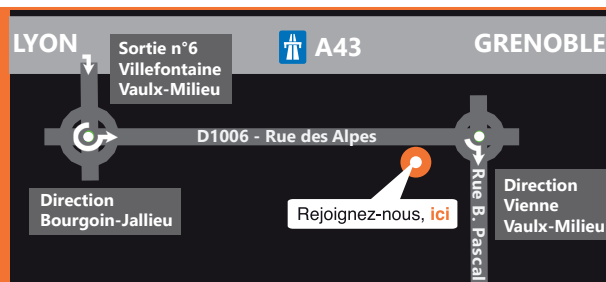 LYON
A43
GRENOBLE
Sortie n°6
Villefontaine
Vaulx-Milieu
D1006 - Rue des Alpes
Direction
Bourgoin-Jallieu
Rejoignez-nous, ici
Rue B. Pascal
Direction
Vienne
Vaulx-Milieu